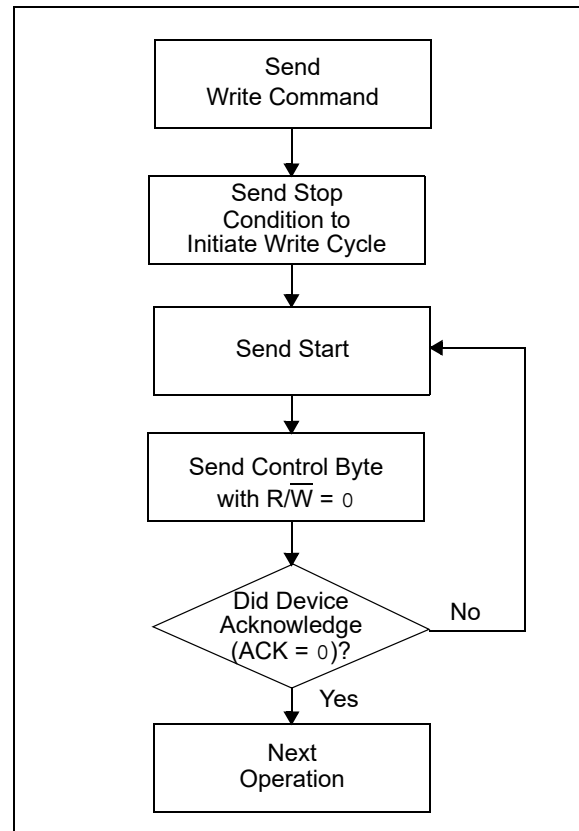 Send
Write Command
Send Stop
Condition to
Initiate Write Cycle
Send Start
Send Control Byte
with R/W̅ = 0
Did Device
Acknowledge
(ACK = 0)?
No
Yes
Next
Operation